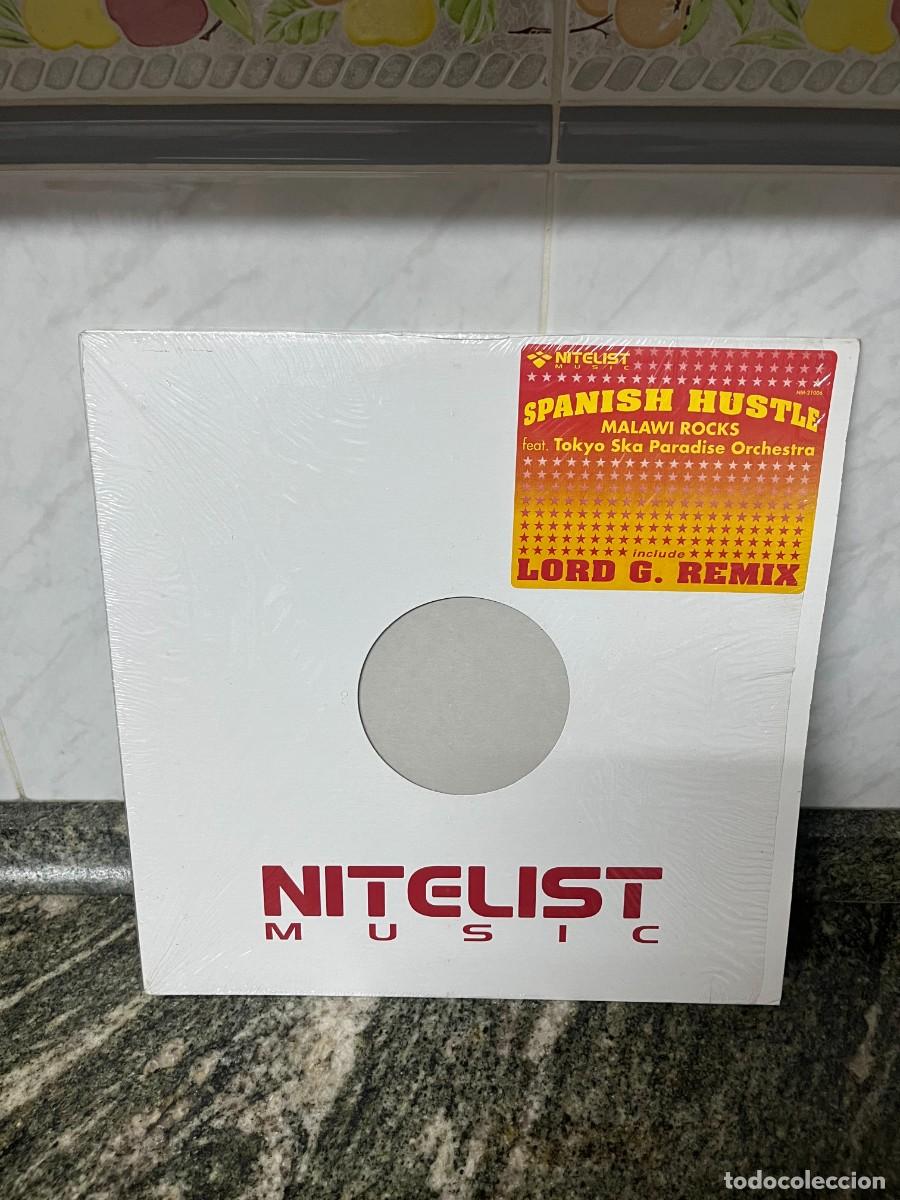 NITELIST
MUSIC
NM-21006
SPANISH HUSTLE
MALAWI ROCKS
feat. Tokyo Ska Paradise Orchestra
include
LORD G. REMIX
NITELIST
MUSIC
todocoleccion